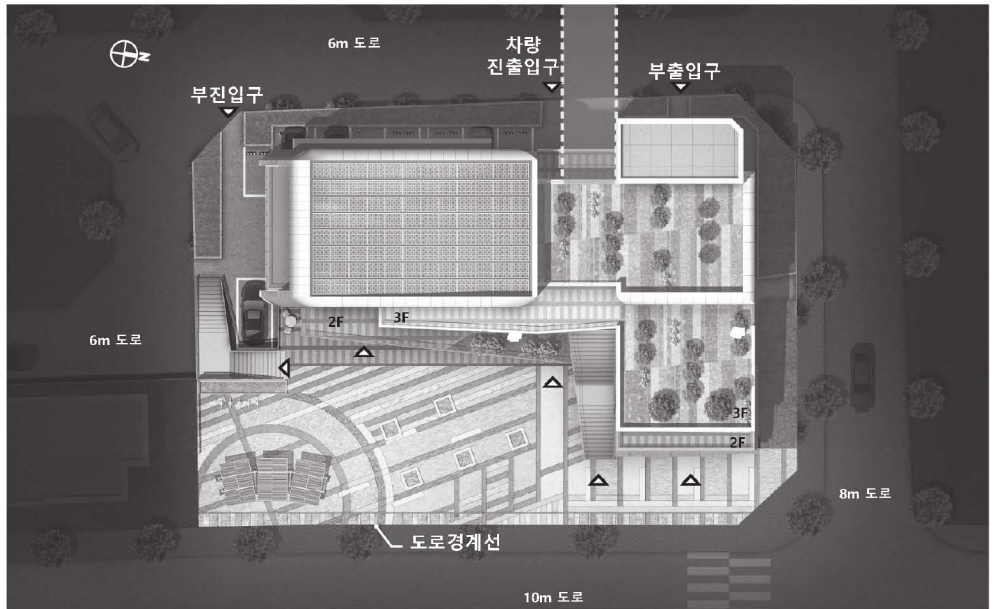 6m 도로
차량
진출입구
부출입구
부진입구
N
2F
3F
6m 도로
3F
2F
8m 도로
도로경계선
10m 도로